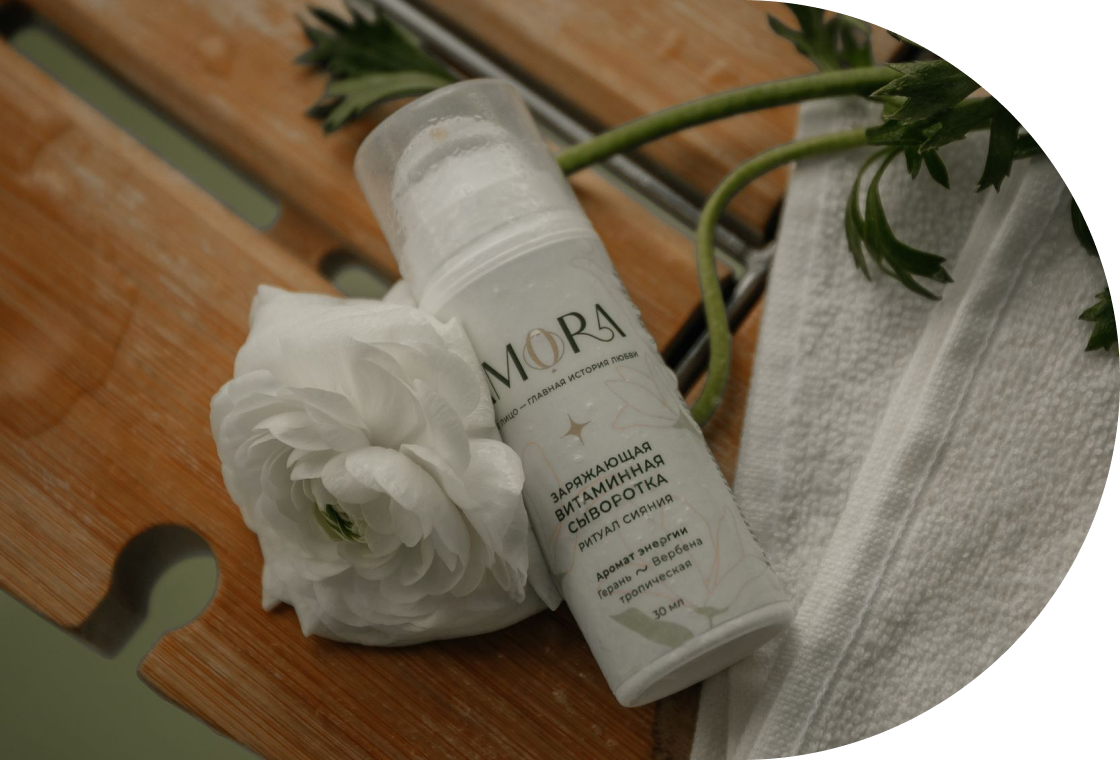 MORA
ЛИЦО — ГЛАВНАЯ ИСТОРИЯ ЛЮБВИ
ЗАРЯЖАЮЩАЯ
ВИТАМИННАЯ
СЫВОРОТКА
РИТУАЛ СИЯНИЯ
Аромат энергии
Герань ~ Вербена
тропическая
30 мл